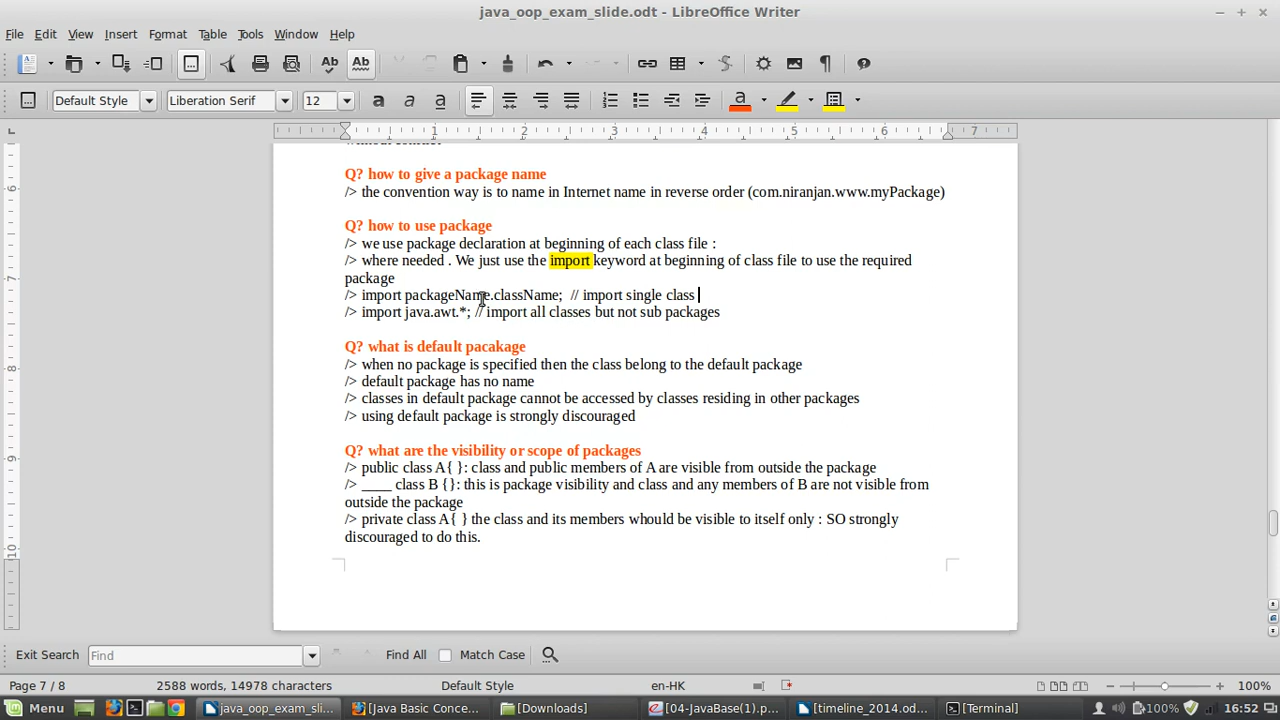 java_oop_exam_slide.odt - LibreOffice Writer
File Edit View Insert Format Table Tools Window Help
Default Style Liberation Serif 12
1 2 3 4 5 6 7
Q? how to give a package name
/> the convention way is to name in Internet name in reverse order (com.niranjan.www.myPackage)
Q? how to use package
/> we use package declaration at beginning of each class file :
/> where needed . We just use the import keyword at beginning of class file to use the required
package
/> import packageName.className;  // import single class
/> import java.awt.*; // import all classes but not sub packages
Q? what is default pacakage
/> when no package is specified then the class belong to the default package
/> default package has no name
/> classes in default package cannot be accessed by classes residing in other packages
/> using default package is strongly discouraged
Q? what are the visibility or scope of packages
/> public class A{ }: class and public members of A are visible from outside the package
/> ____ class B {}: this is package visibility and class and any members of B are not visible from
outside the package
/> private class A{ } the class and its members whould be visible to itself only : SO strongly
discouraged to do this.
Exit Search Find Find All Match Case
Page 7 / 8 2588 words, 14978 characters Default Style en-HK 100%
Menu java_oop_exam_sli... [Java Basic Conce... [Downloads] [04-JavaBase(1).p... [timeline_2014.od... [Terminal] 100% 16:52